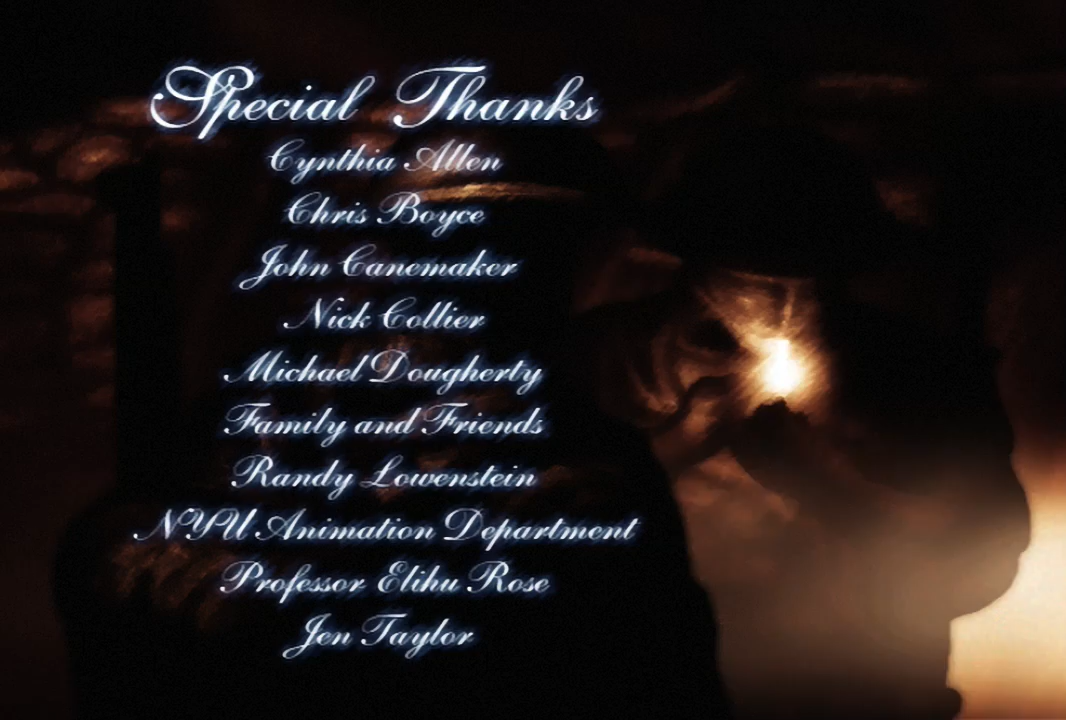 Special Thanks
Cynthia Allen
Chris Boyce
John Canemaker
Nick Collier
Michael Dougherty
Family and Friends
Randy Lowenstein
NYU Animation Department
Professor Elihu Rose
Jen Taylor